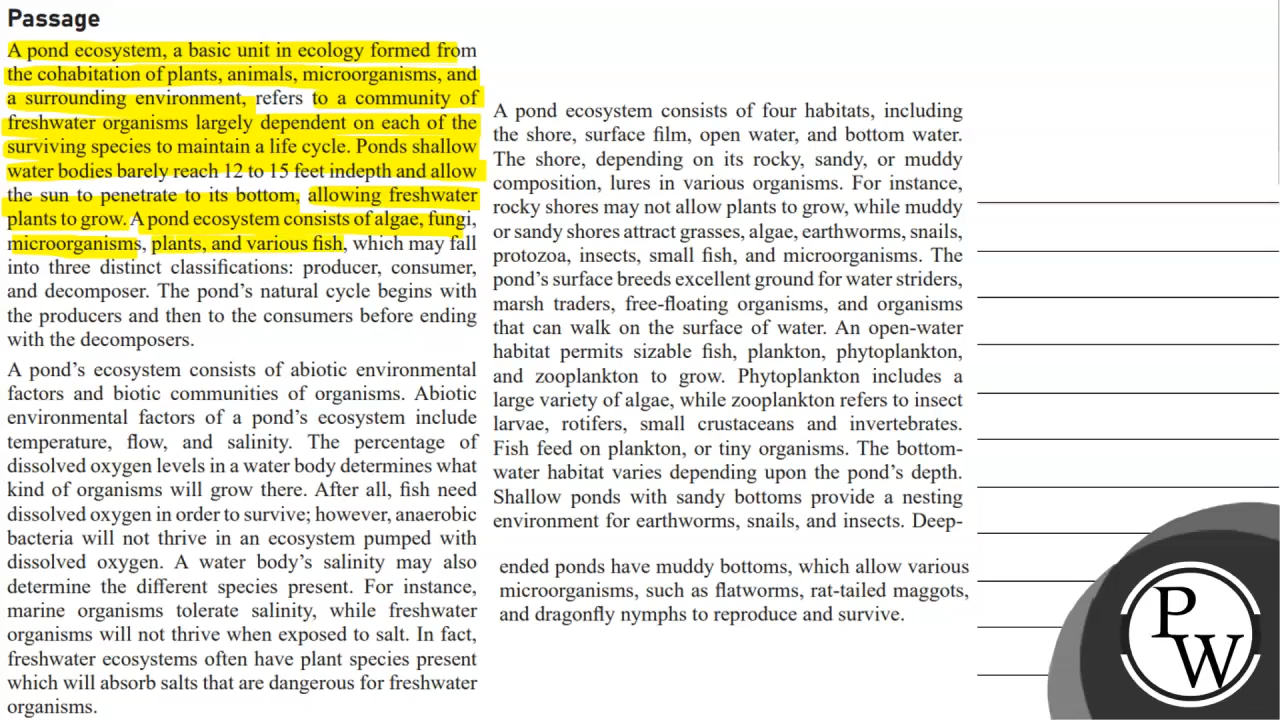 Passage
A pond ecosystem, a basic unit in ecology formed from
the cohabitation of plants, animals, microorganisms, and
a surrounding environment, refers to a community of
freshwater organisms largely dependent on each of the
surviving species to maintain a life cycle. Ponds shallow
water bodies barely reach 12 to 15 feet indepth and allow
the sun to penetrate to its bottom, allowing freshwater
plants to grow. A pond ecosystem consists of algae, fungi,
microorganisms, plants, and various fish, which may fall
into three distinct classifications: producer, consumer,
and decomposer. The pond’s natural cycle begins with
the producers and then to the consumers before ending
with the decomposers.
A pond’s ecosystem consists of abiotic environmental
factors and biotic communities of organisms. Abiotic
environmental factors of a pond’s ecosystem include
temperature, flow, and salinity. The percentage of
dissolved oxygen levels in a water body determines what
kind of organisms will grow there. After all, fish need
dissolved oxygen in order to survive; however, anaerobic
bacteria will not thrive in an ecosystem pumped with
dissolved oxygen. A water body’s salinity may also
determine the different species present. For instance,
marine organisms tolerate salinity, while freshwater
organisms will not thrive when exposed to salt. In fact,
freshwater ecosystems often have plant species present
which will absorb salts that are dangerous for freshwater
organisms.
A pond ecosystem consists of four habitats, including
the shore, surface film, open water, and bottom water.
The shore, depending on its rocky, sandy, or muddy
composition, lures in various organisms. For instance,
rocky shores may not allow plants to grow, while muddy
or sandy shores attract grasses, algae, earthworms, snails,
protozoa, insects, small fish, and microorganisms. The
pond’s surface breeds excellent ground for water striders,
marsh traders, free-floating organisms, and organisms
that can walk on the surface of water. An open-water
habitat permits sizable fish, plankton, phytoplankton,
and zooplankton to grow. Phytoplankton includes a
large variety of algae, while zooplankton refers to insect
larvae, rotifers, small crustaceans and invertebrates.
Fish feed on plankton, or tiny organisms. The bottom-
water habitat varies depending upon the pond’s depth.
Shallow ponds with sandy bottoms provide a nesting
environment for earthworms, snails, and insects. Deep-
ended ponds have muddy bottoms, which allow various
microorganisms, such as flatworms, rat-tailed maggots,
and dragonfly nymphs to reproduce and survive.
P
W